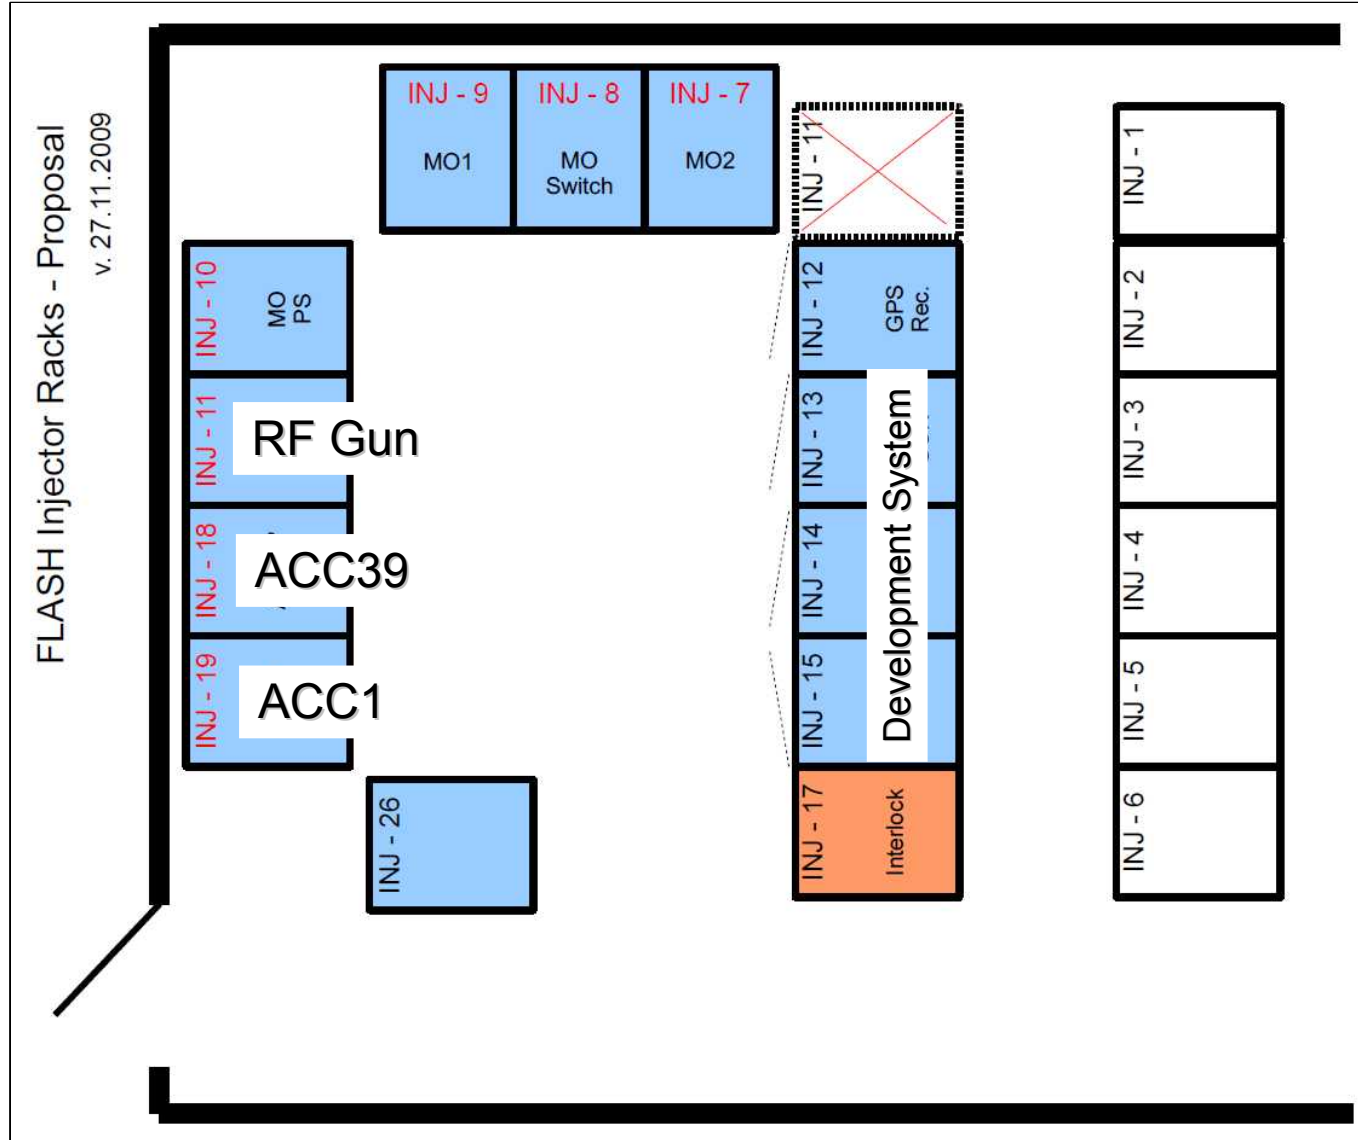 FLASH Injector Racks - Proposal
v. 27.11.2009
INJ - 9
MO1
INJ - 8
MO
Switch
INJ - 7
MO2
INJ - 10
MO
PS
INJ - 11
RF Gun
INJ - 18
ACC39
INJ - 19
ACC1
INJ - 26
INJ - 11
INJ - 12
GPS
Rec.
INJ - 13
INJ - 14
INJ - 15
Development System
INJ - 17
Interlock
INJ - 1
INJ - 2
INJ - 3
INJ - 4
INJ - 5
INJ - 6